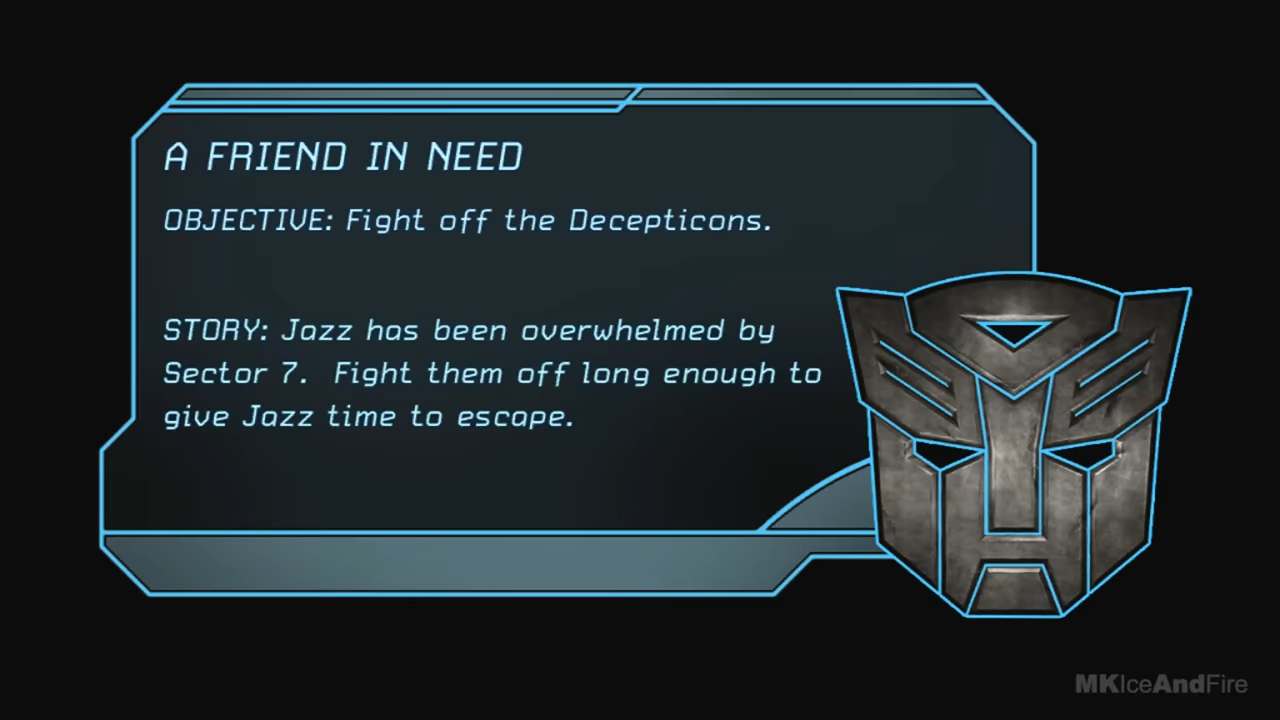 A FRIEND IN NEED
OBJECTIVE: Fight off the Decepticons.
STORY: Jazz has been overwhelmed by
Sector 7. Fight them off long enough to
give Jazz time to escape.
MKIceAndFire